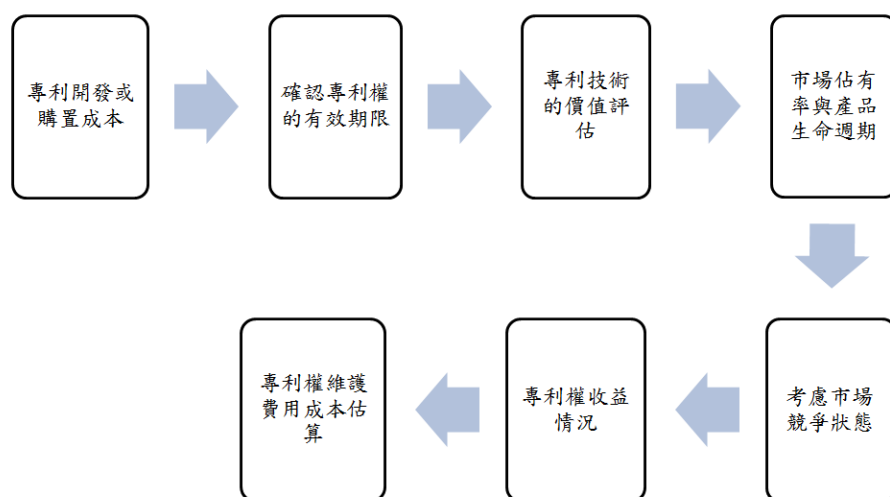 專利開發或
購置成本
確認專利權
的有效期限
專利技術
的價值評
估
市場佔有
率與產品
生命週期
考慮市場
競爭狀態
專利權收益
情況
專利權維護
費用成本估
算